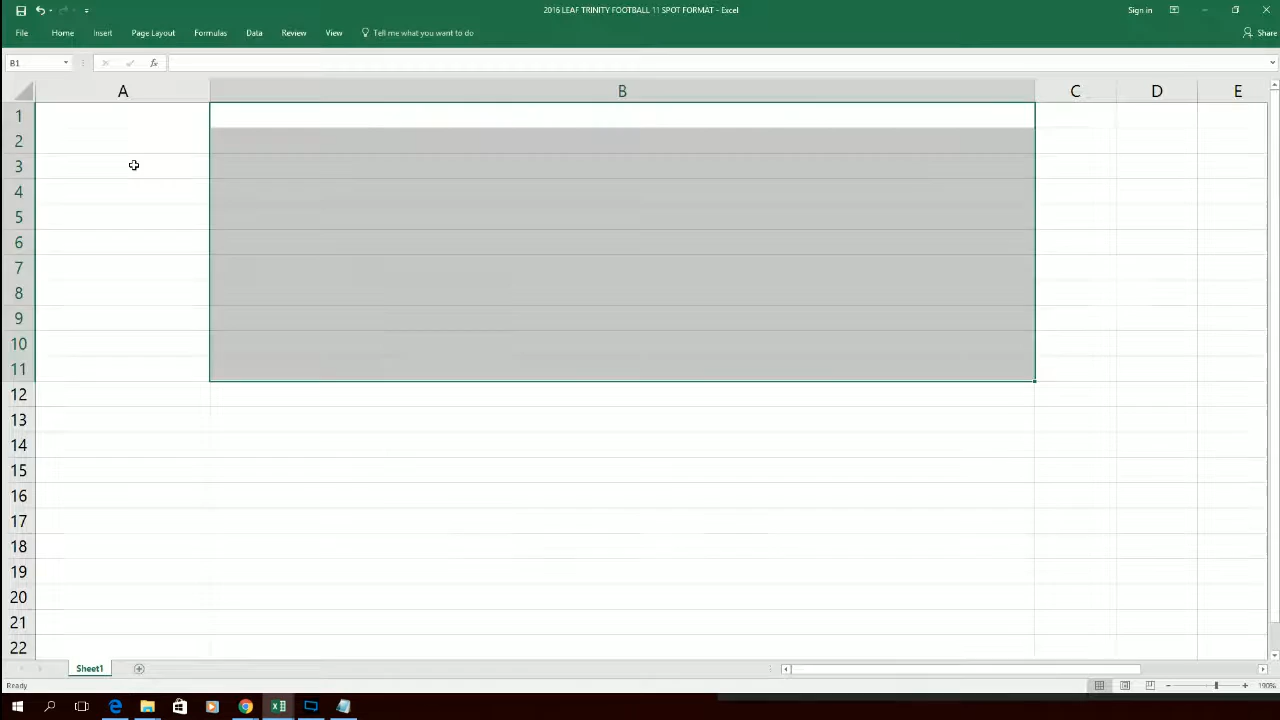 2016 LEAF TRINITY FOOTBALL 11 SPOT FORMAT - Excel
Sign in
File Home Insert Page Layout Formulas Data Review View Tell me what you want to do
Share
B1
fx
A B C D E
1
2
3
4
5
6
7
8
9
10
11
12
13
14
15
16
17
18
19
20
21
22
Sheet1
Ready
190%